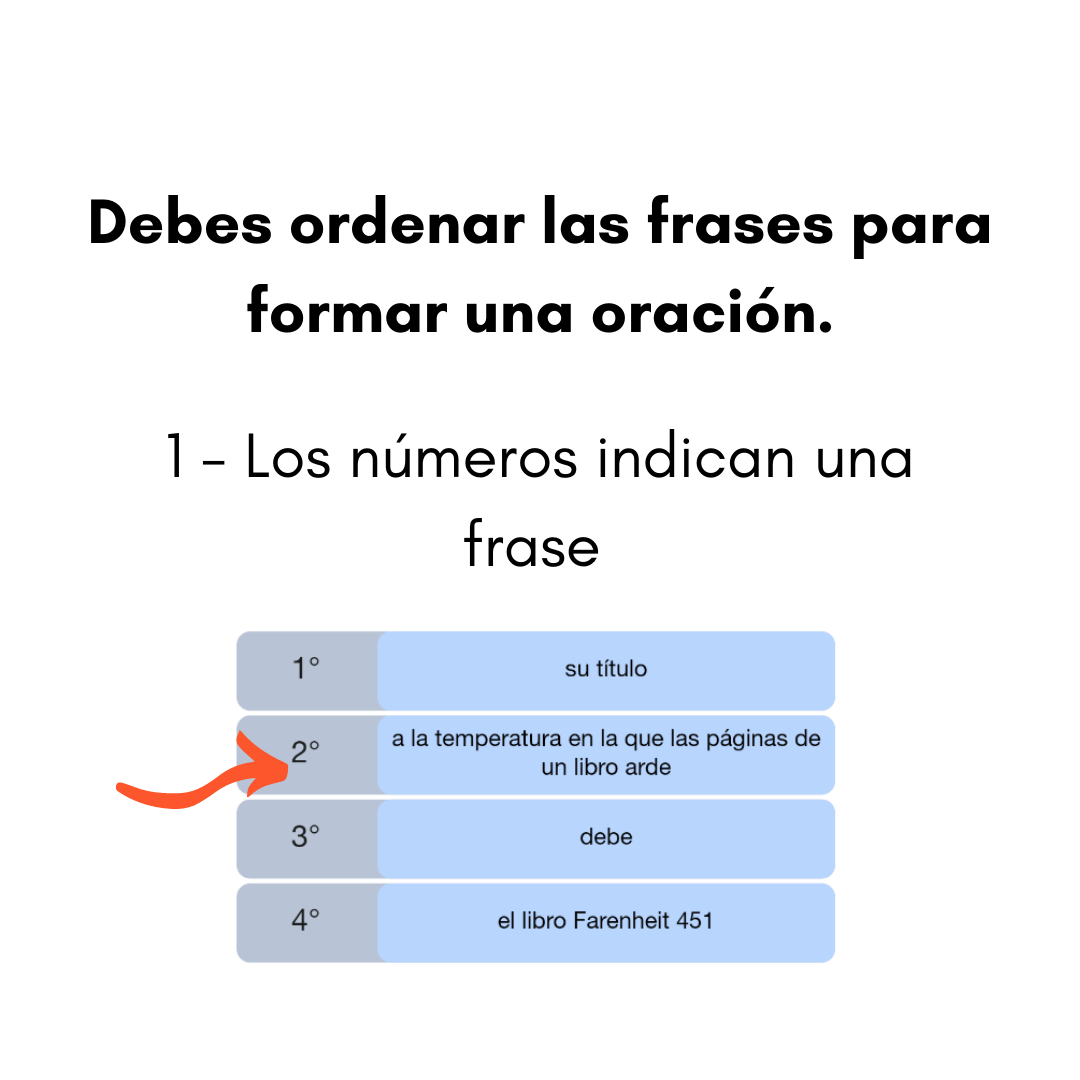 Debes ordenar las frases para
formar una oración.
1 - Los números indican una
frase
1° su título
2° a la temperatura en la que las páginas de
un libro arde
3° debe
4° el libro Farenheit 451